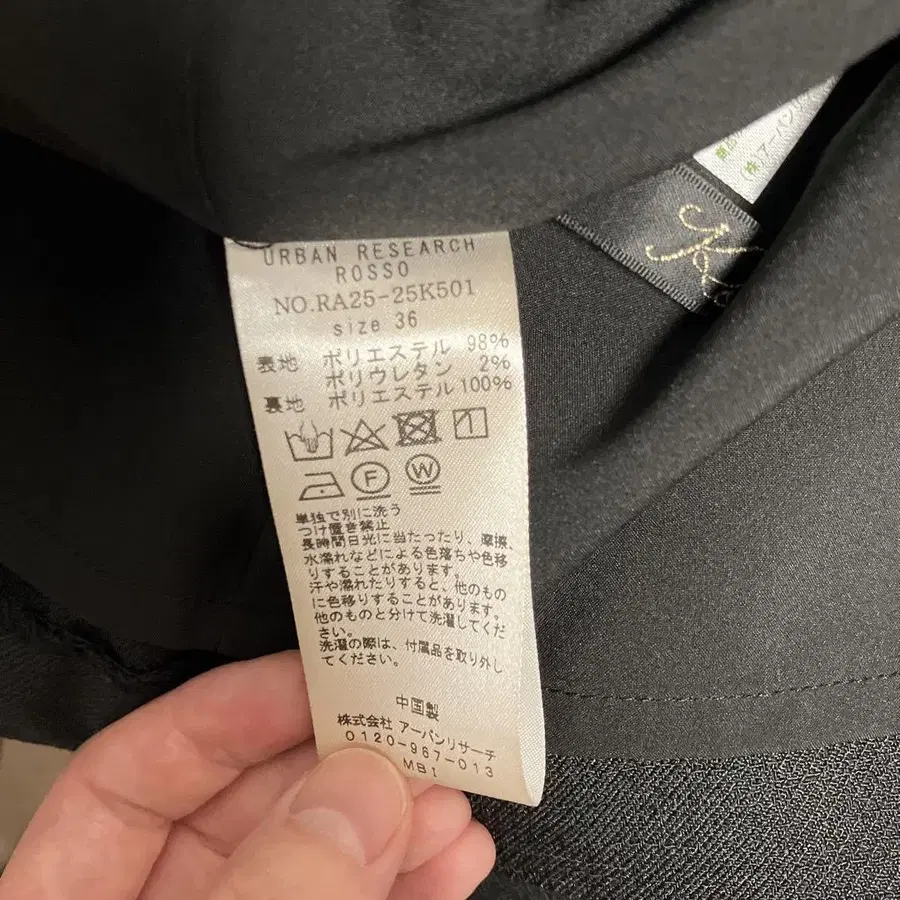 URBAN RESEARCH
ROSSO
NO.RA25-25K501
size 36
表地 ポリエステル 98%
ポリウレタン 2%
裏地 ポリエステル 100%
F
W
単独で別に洗う
つけ置き禁止
長時間日光に当たったり、摩擦、
水濡れなどによる色落ちや色移
りすることがあります。
汗や濡れたりすると、他のもの
に色移りすることがあります。
他のものと分けて洗濯してくだ
さい。
洗濯の際は、付属品を取り外し
てください。
中国製
株式会社 アーバンリサーチ
0120-967-013
MBI
(株)アーバンリ